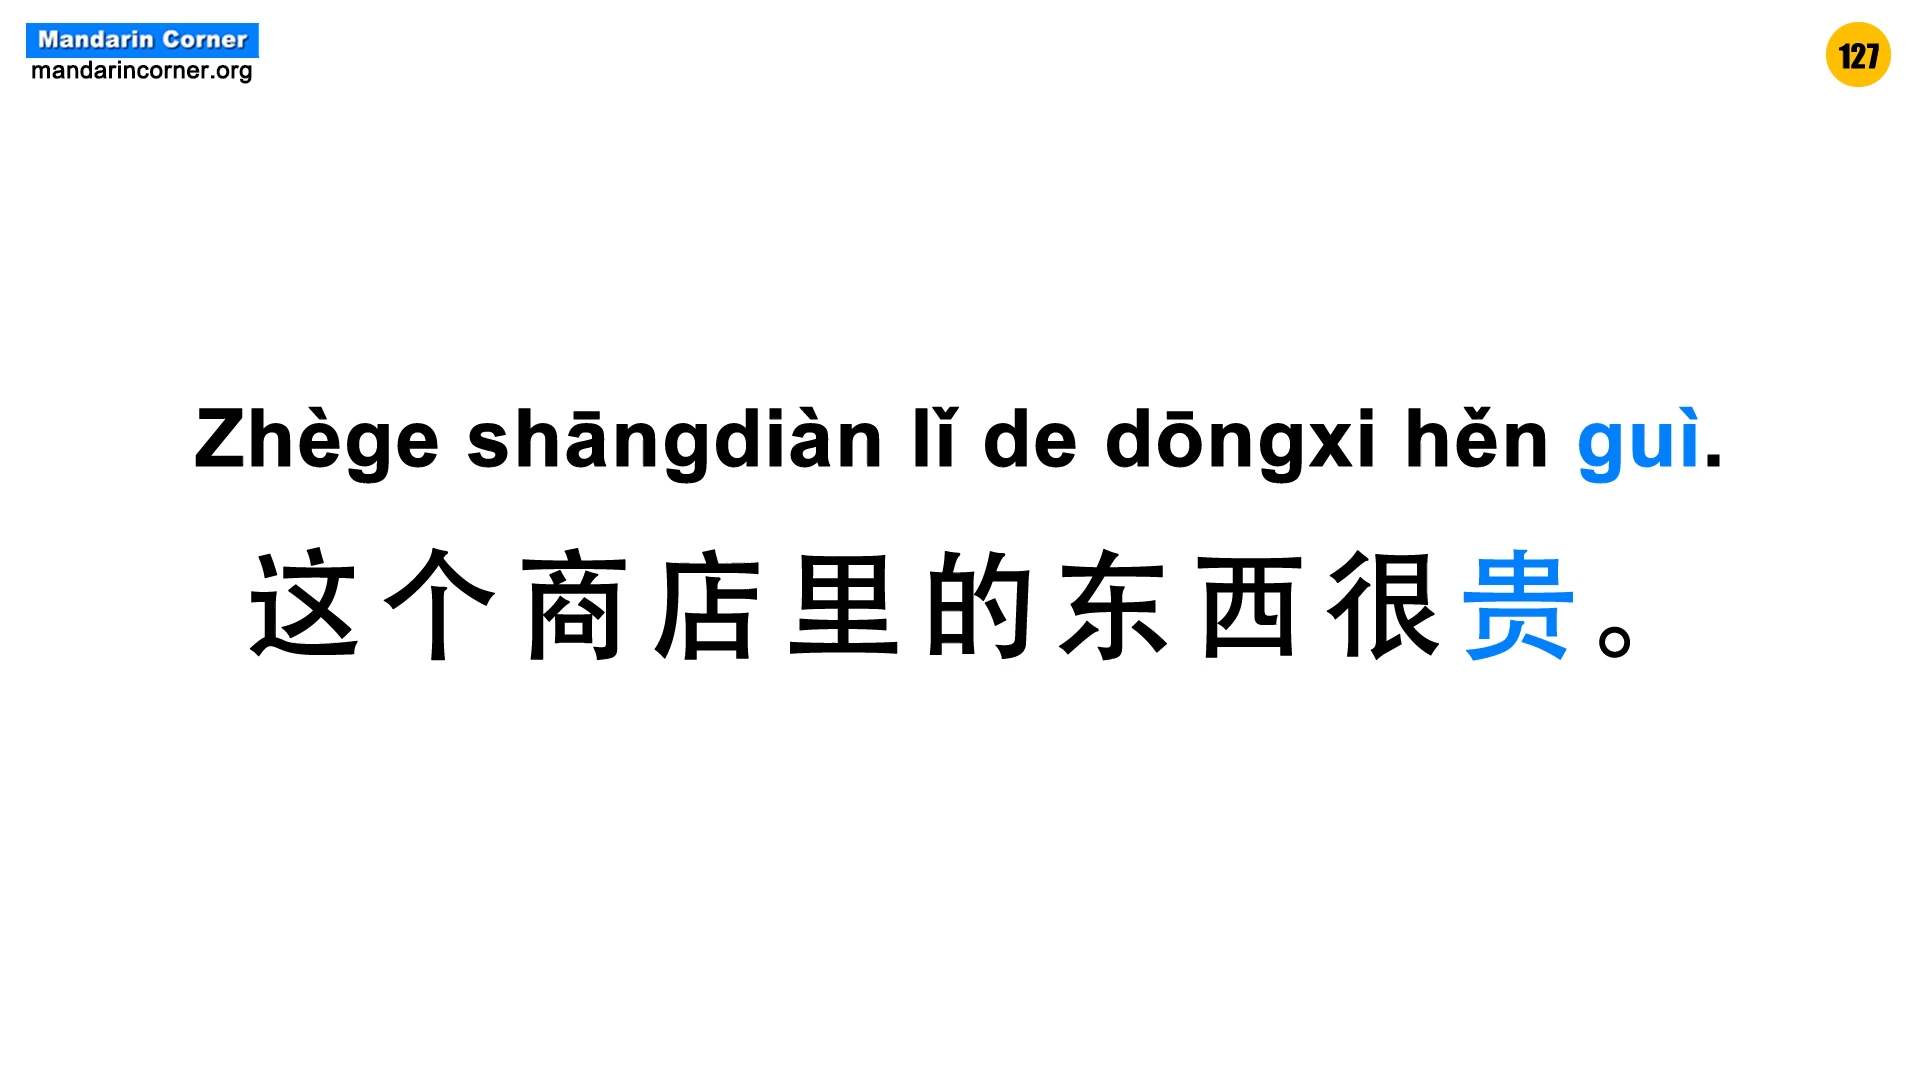 Mandarin Corner
mandarincorner.org
127
Zhège shāngdiàn lǐ de dōngxi hěn guì.
这个商店里的东西很贵。